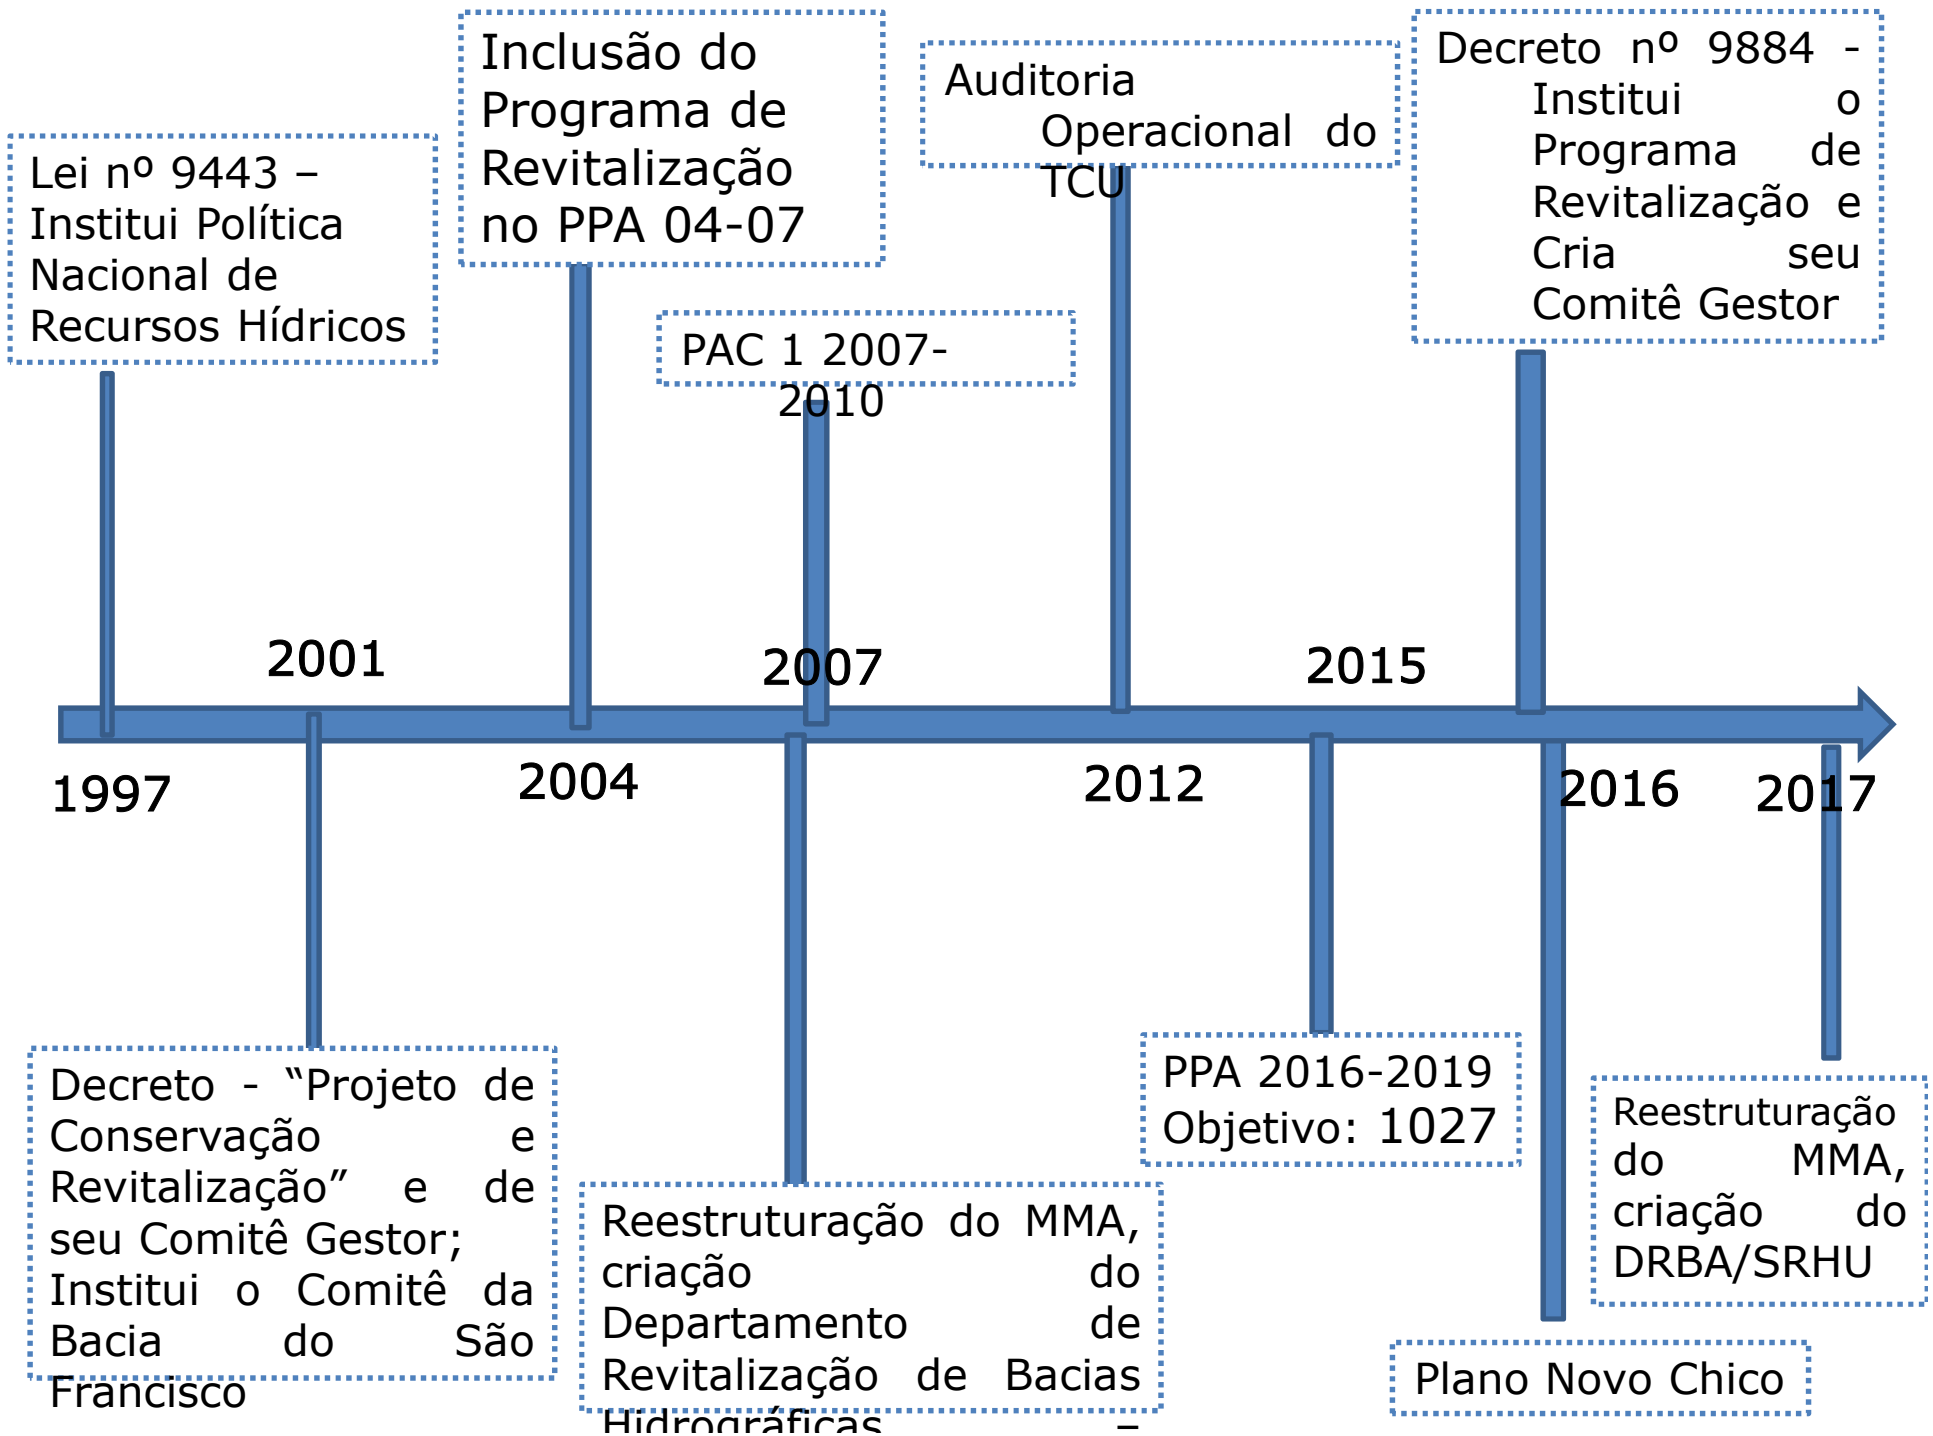 Lei nº 9443 –
Institui Política
Nacional de
Recursos Hídricos
Inclusão do
Programa de
Revitalização
no PPA 04-07
PAC 1 2007-
2010
Auditoria
Operacional do
TCU
Decreto nº 9884 -
Institui o
Programa de
Revitalização e
Cria seu
Comitê Gestor
2001
2007
2015
1997
2004
2012
2016
2017
Decreto - “Projeto de
Conservação e
Revitalização” e de
seu Comitê Gestor;
Institui o Comitê da
Bacia do São
Francisco
Reestruturação do MMA,
criação do
Departamento de
Revitalização de Bacias
Hidrográficas –
PPA 2016-2019
Objetivo: 1027
Plano Novo Chico
Reestruturação
do MMA,
criação do
DRBA/SRHU